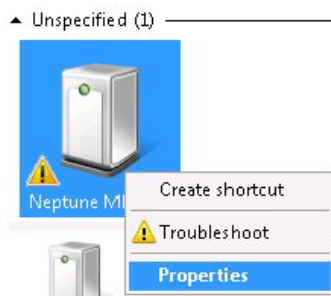 Unspecified (1)
Neptune
Create shortcut
Troubleshoot
Properties